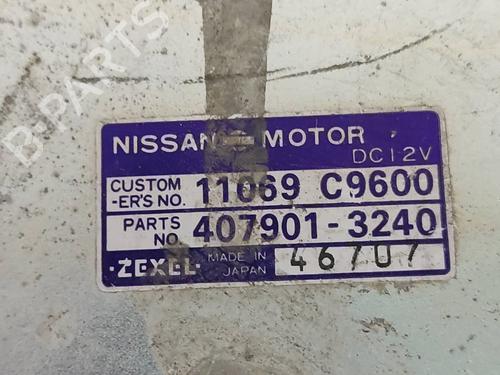 B-PARTS
NISSAN MOTOR
DC12V
CUSTOM
-ER'S NO. 11069 C9600
PARTS
NO. 407901-3240
ZEXEL MADE IN
JAPAN 46707